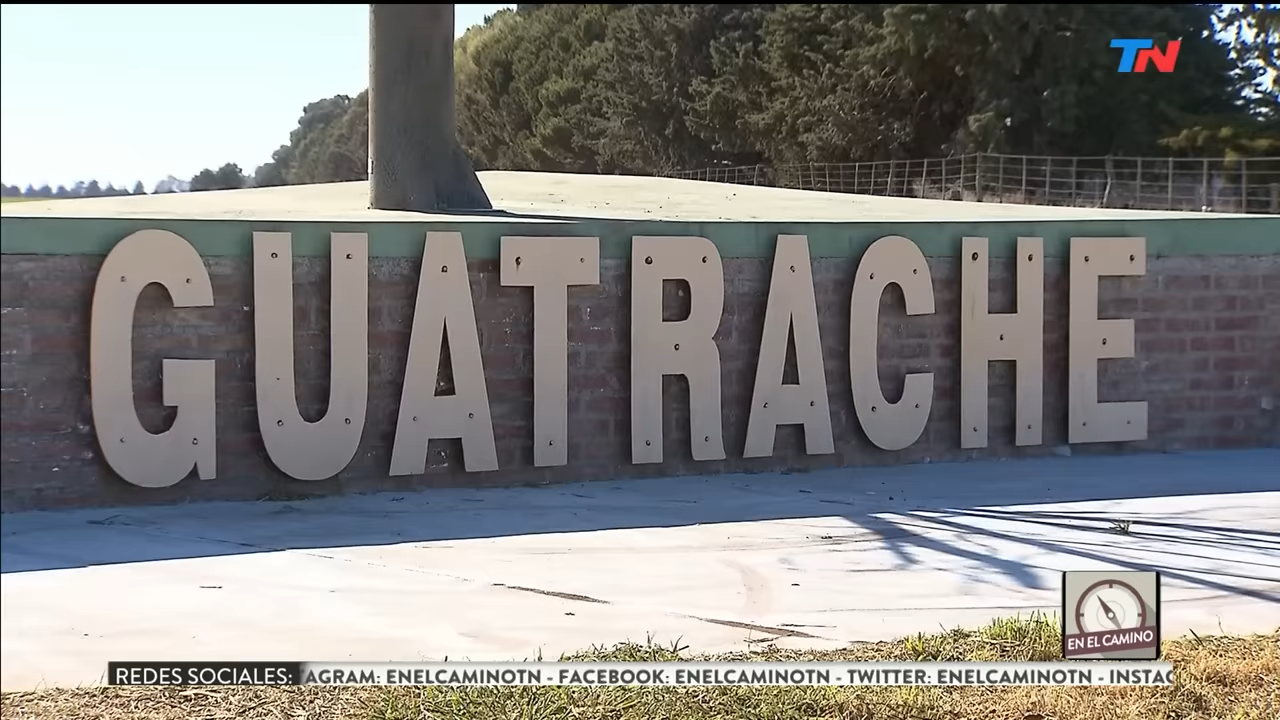 TN
GUATRACHE
EN EL CAMINO
REDES SOCIALES: AGRAM: ENELCAMINOTN - FACEBOOK: ENELCAMINOTN - TWITTER: ENELCAMINOTN - INSTAG